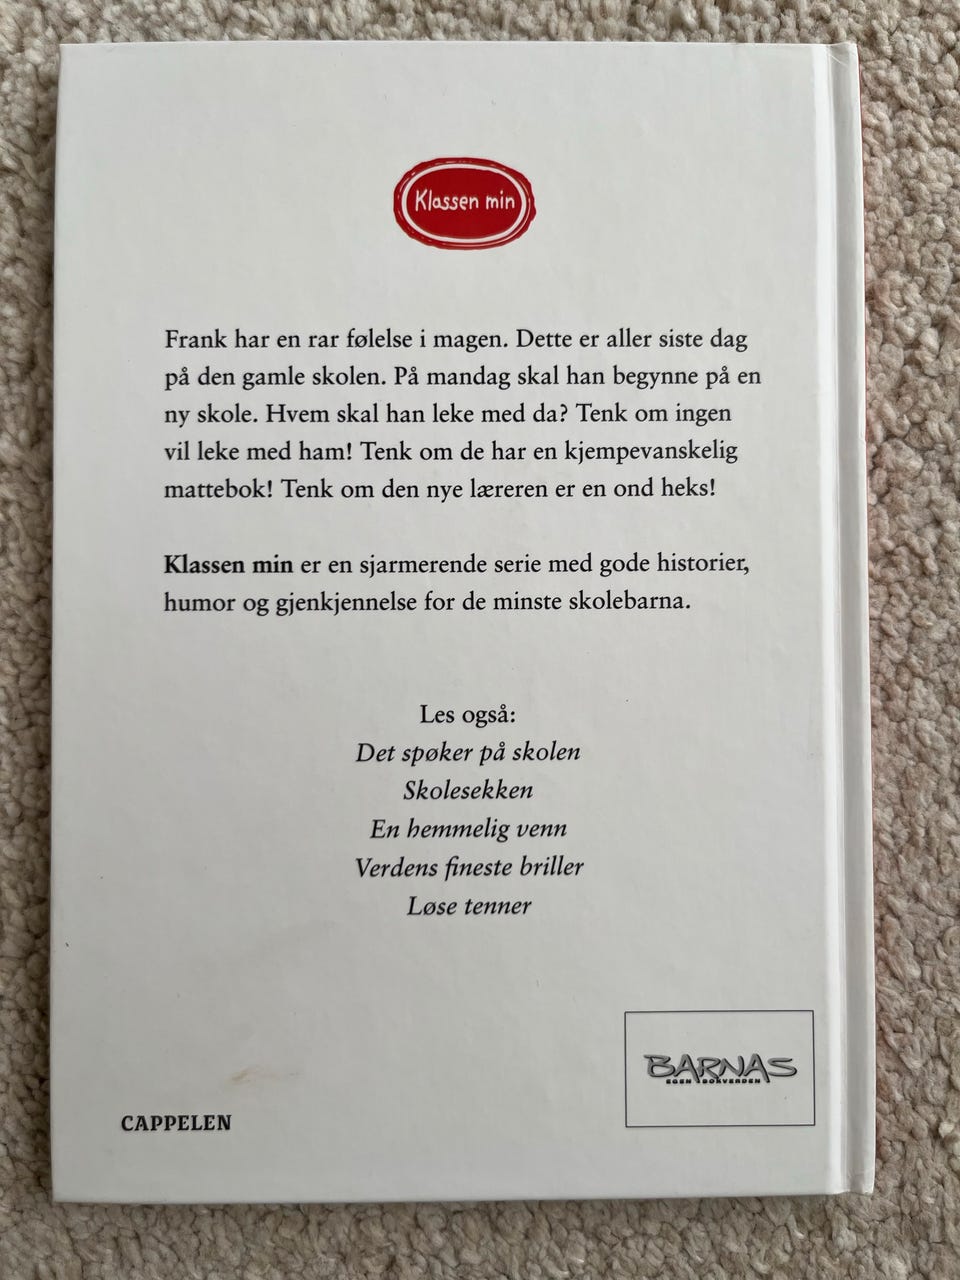 Klassen min
Frank har en rar følelse i magen. Dette er aller siste dag
på den gamle skolen. På mandag skal han begynne på en
ny skole. Hvem skal han leke med da? Tenk om ingen
vil leke med ham! Tenk om de har en kjempevanskelig
mattebok! Tenk om den nye læreren er en ond heks!
Klassen min er en sjarmerende serie med gode historier,
humor og gjenkjennelse for de minste skolebarna.
Les også:
Det spøker på skolen
Skolesekken
En hemmelig venn
Verdens fineste briller
Løse tenner
BARNAS
EGEN BOKVERDEN
CAPPELEN